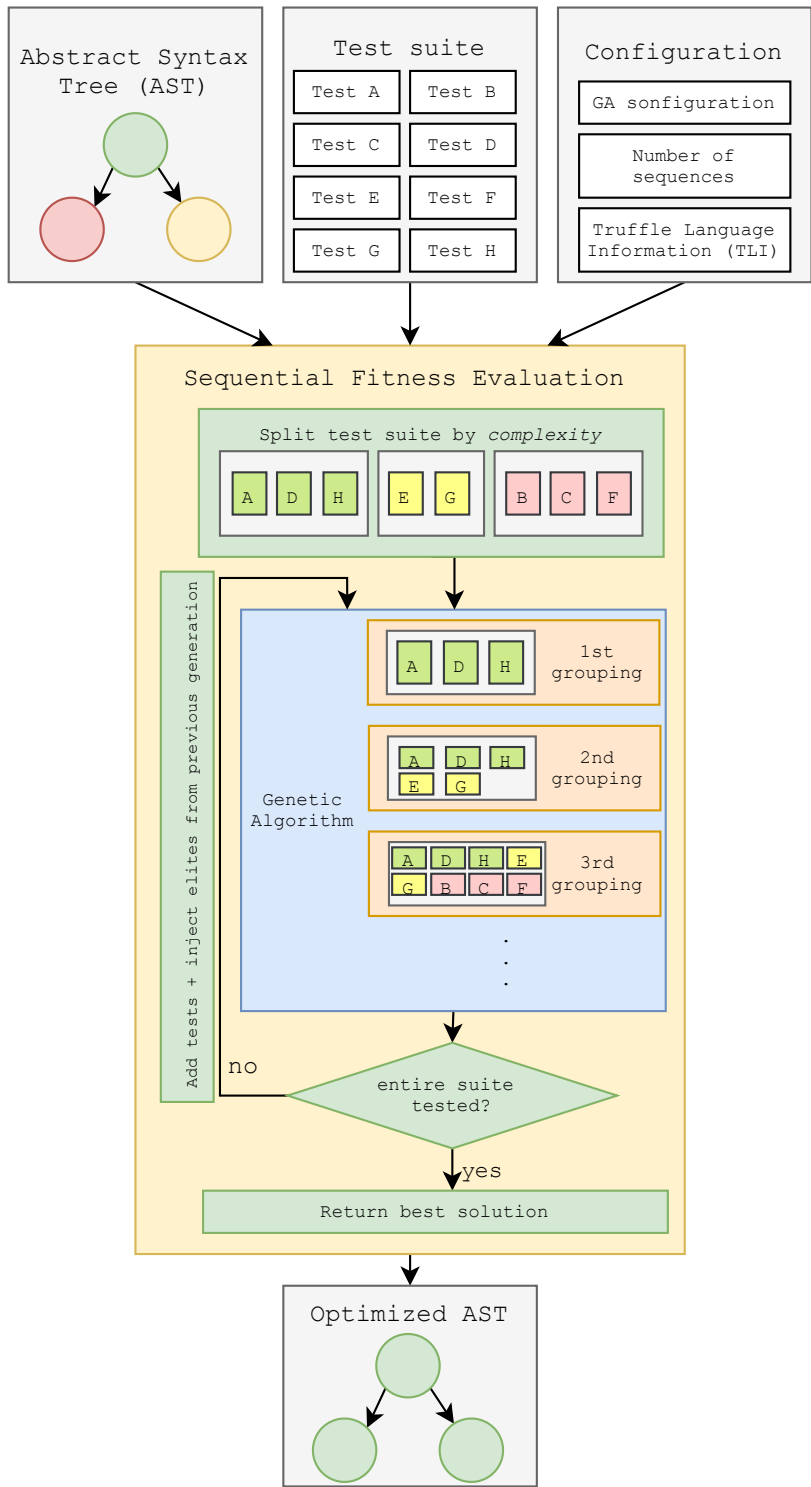 Abstract Syntax
Tree (AST)
Test suite
Test A
Test B
Test C
Test D
Test E
Test F
Test G
Test H
Configuration
GA sonfiguration
Number of
sequences
Truffle Language
Information (TLI)
Sequential Fitness Evaluation
Split test suite by complexity
A D H
E G
B C F
Add tests + inject elites from previous generation
Genetic
Algorithm
A D H
1st
grouping
A D H
E G
2nd
grouping
A D H E
G B C F
3rd
grouping
.
.
.
no
entire suite
tested?
yes
Return best solution
Optimized AST